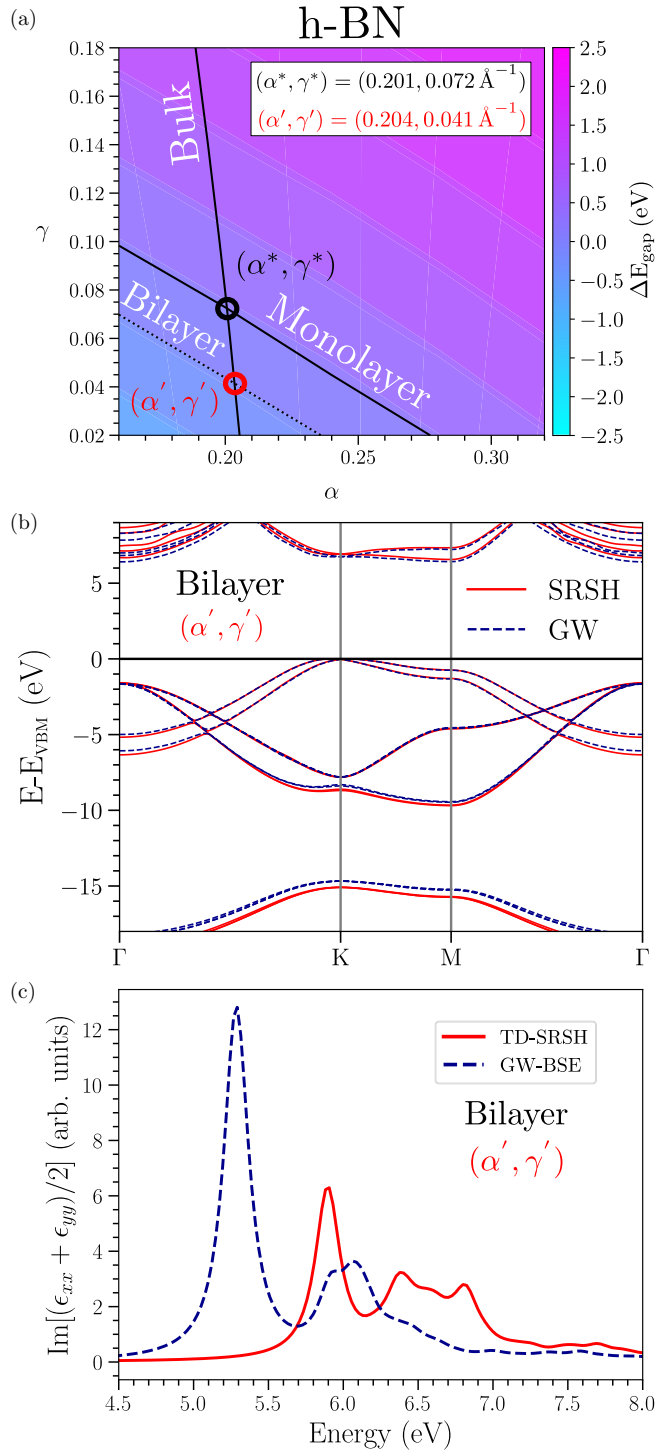 (a)
h-BN
(α*, γ*) = (0.201, 0.072 Å⁻¹)
(α′, γ′) = (0.204, 0.041 Å⁻¹)
Bulk
(α*, γ*)
Monolayer
Bilayer
(α′, γ′)
γ
0.18
0.16
0.14
0.12
0.10
0.08
0.06
0.04
0.02
0.20
0.25
0.30
α
2.5
2.0
1.5
1.0
0.5
0.0
−0.5
−1.0
−1.5
−2.0
−2.5
ΔE_gap (eV)
(b)
Bilayer
(α′, γ′)
SRSH
GW
E-E_VBM (eV)
5
0
−5
−10
−15
Γ
K
M
Γ
(c)
TD-SRSH
GW-BSE
Bilayer
(α′, γ′)
Im[(ϵ_xx + ϵ_yy)/2] (arb. units)
12
10
8
6
4
2
0
4.5
5.0
5.5
6.0
6.5
7.0
7.5
8.0
Energy (eV)